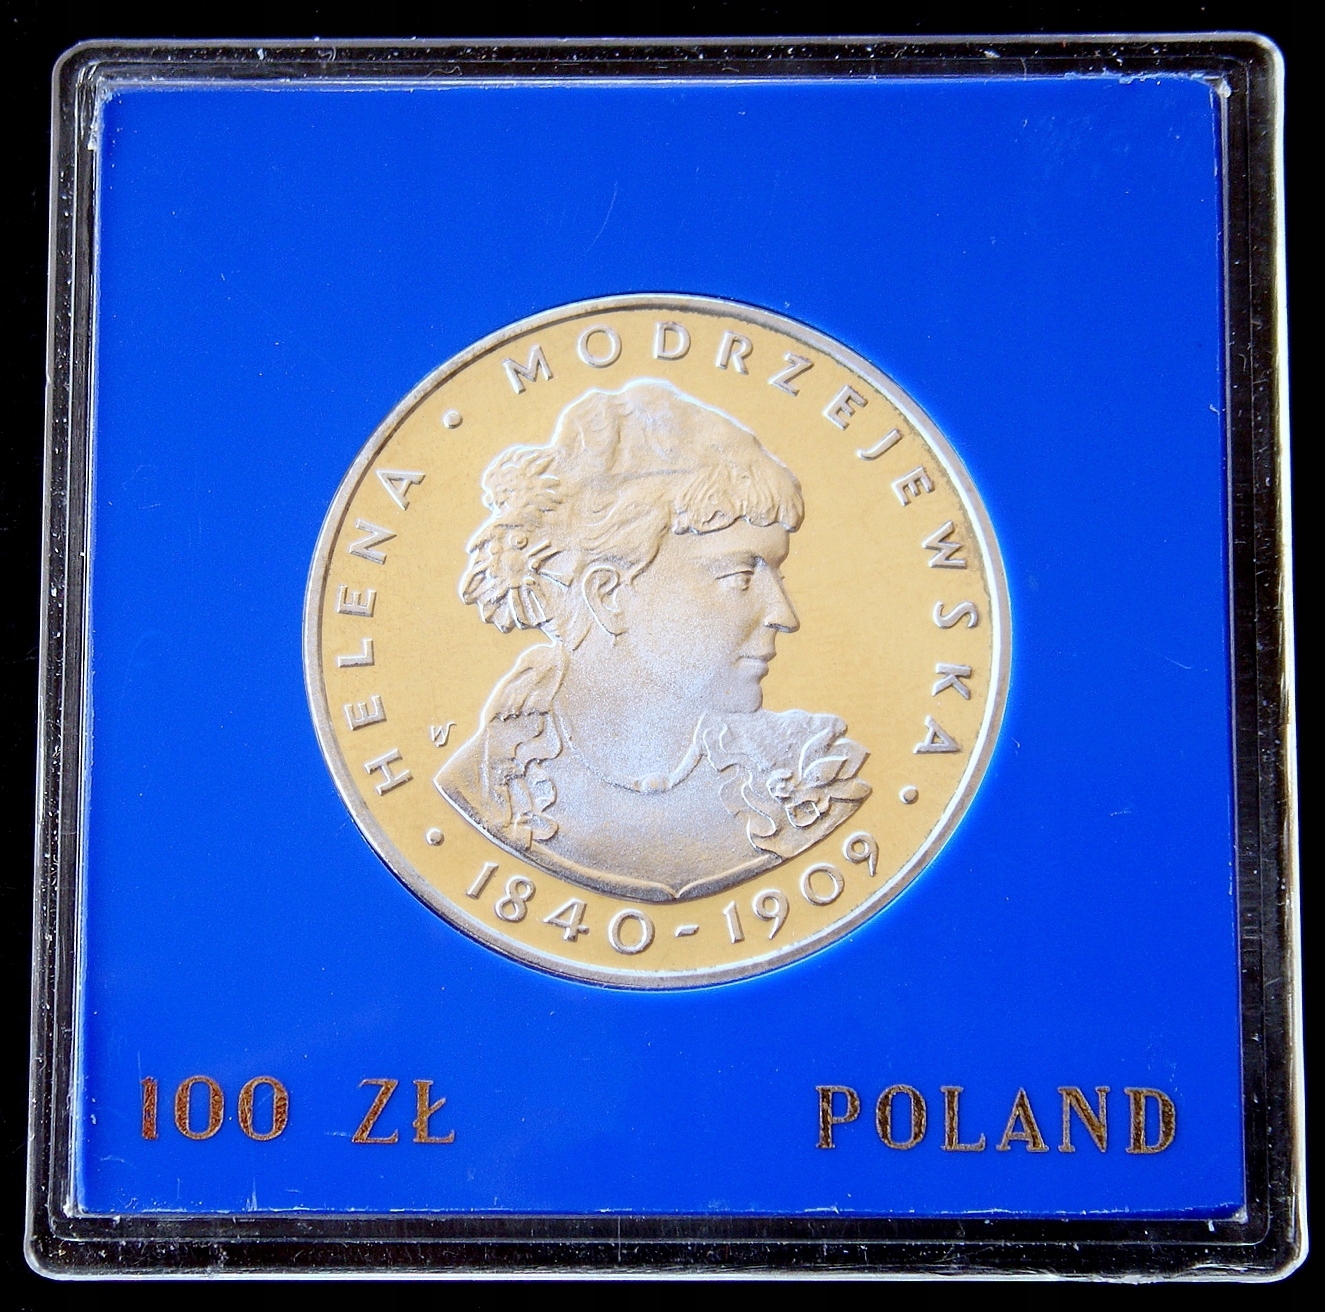 HELENA • MODRZEJEWSKA •
1840-1909 •
W
100 ZŁ POLAND